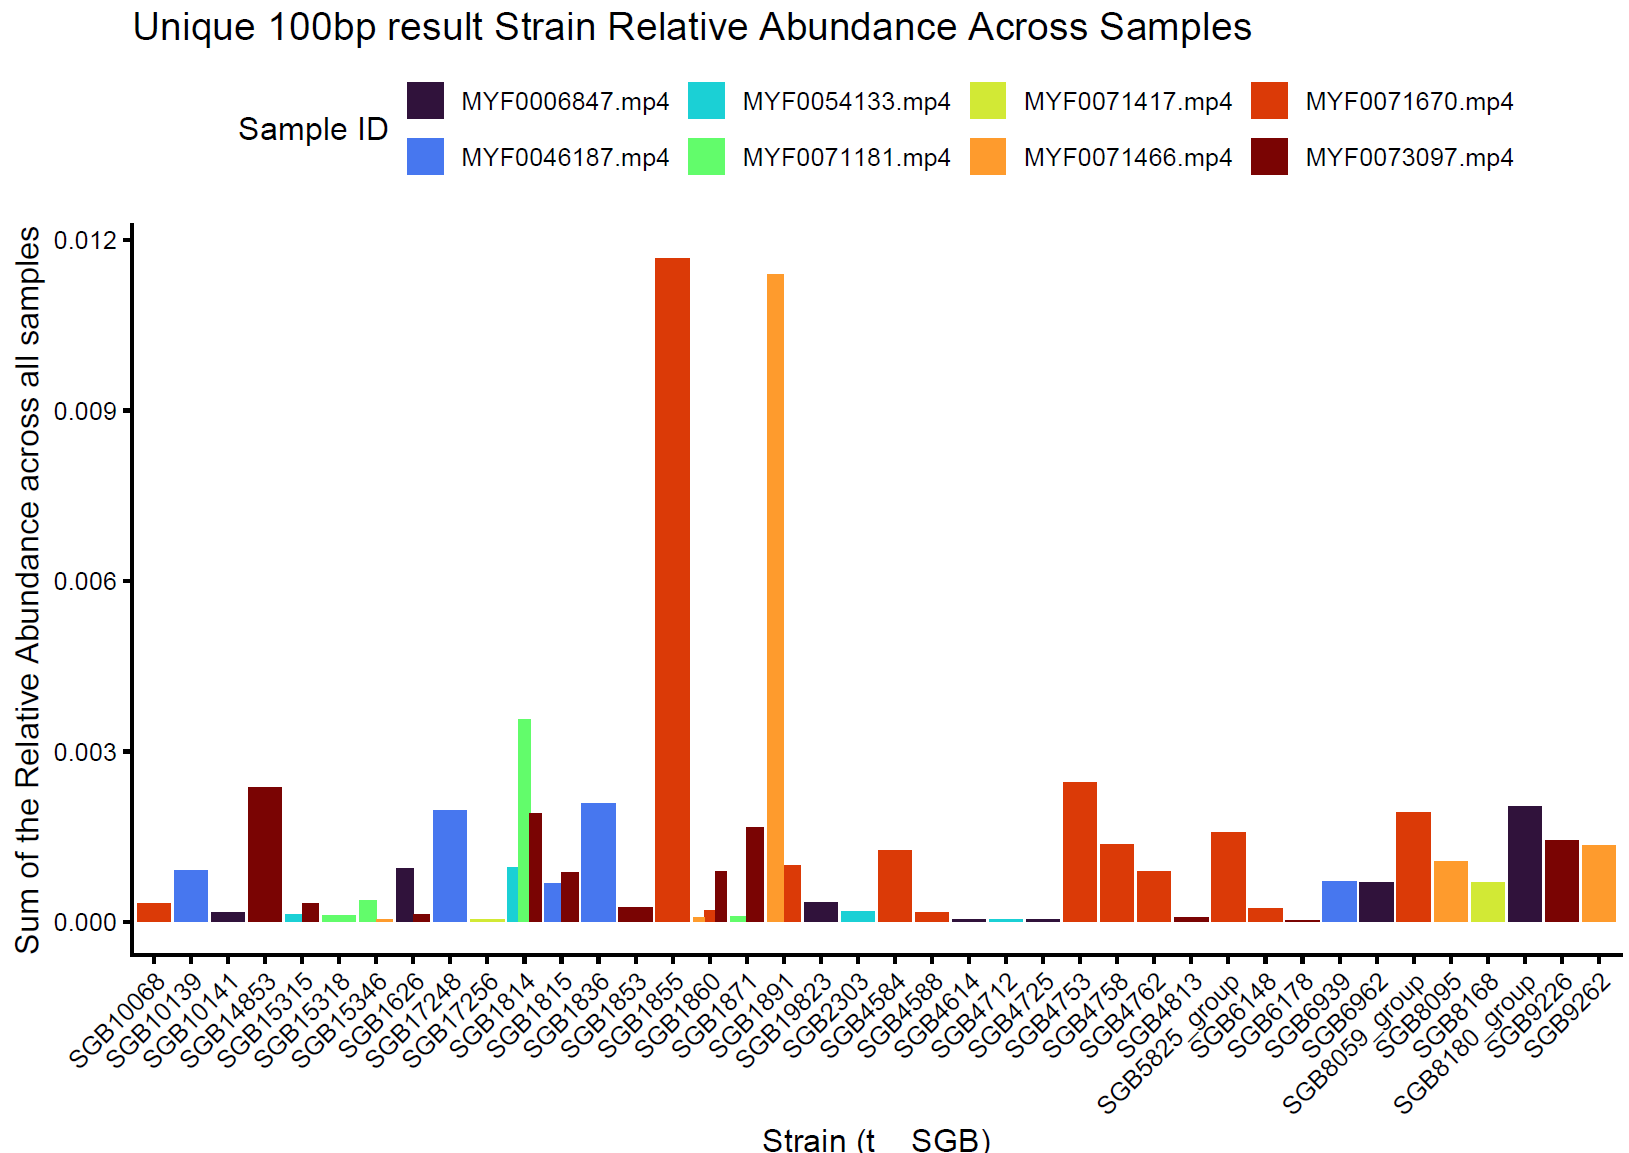 Unique 100bp result Strain Relative Abundance Across Samples
Sample ID
MYF0006847.mp4 MYF0054133.mp4 MYF0071417.mp4 MYF0071670.mp4
MYF0046187.mp4 MYF0071181.mp4 MYF0071466.mp4 MYF0073097.mp4
Sum of the Relative Abundance across all samples
0.012
0.009
0.006
0.003
0.000
SGB10068
SGB10139
SGB10141
SGB14853
SGB15315
SGB15318
SGB15346
SGB1626
SGB17248
SGB17256
SGB1814
SGB1815
SGB1836
SGB1853
SGB1855
SGB1860
SGB1871
SGB1891
SGB19823
SGB2303
SGB4584
SGB4588
SGB4614
SGB4712
SGB4725
SGB4753
SGB4758
SGB4762
SGB4813
SGB5825_group
SGB6148
SGB6178
SGB6939
SGB6962
SGB8059_group
SGB8095
SGB8168
SGB8180_group
SGB9226
SGB9262
Strain (t__SGB)